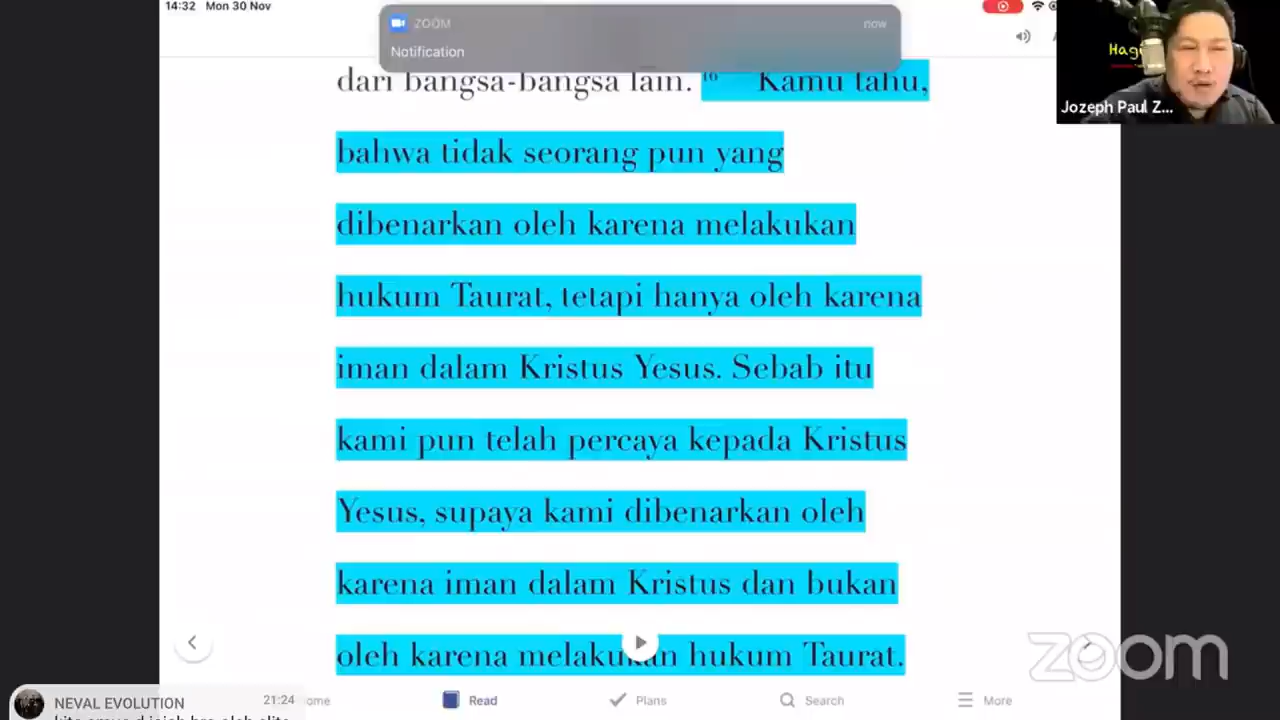 14:32 Mon 30 Nov
ZOOM
now
Notification
Jozeph Paul Z...
dari bangsa-bangsa lain. 16 Kamu tahu,
bahwa tidak seorang pun yang
dibenarkan oleh karena melakukan
hukum Taurat, tetapi hanya oleh karena
iman dalam Kristus Yesus. Sebab itu
kami pun telah percaya kepada Kristus
Yesus, supaya kami dibenarkan oleh
karena iman dalam Kristus dan bukan
oleh karena melakukan hukum Taurat.
zoom
NEVAL EVOLUTION
21:24
Read
Plans
Search
More